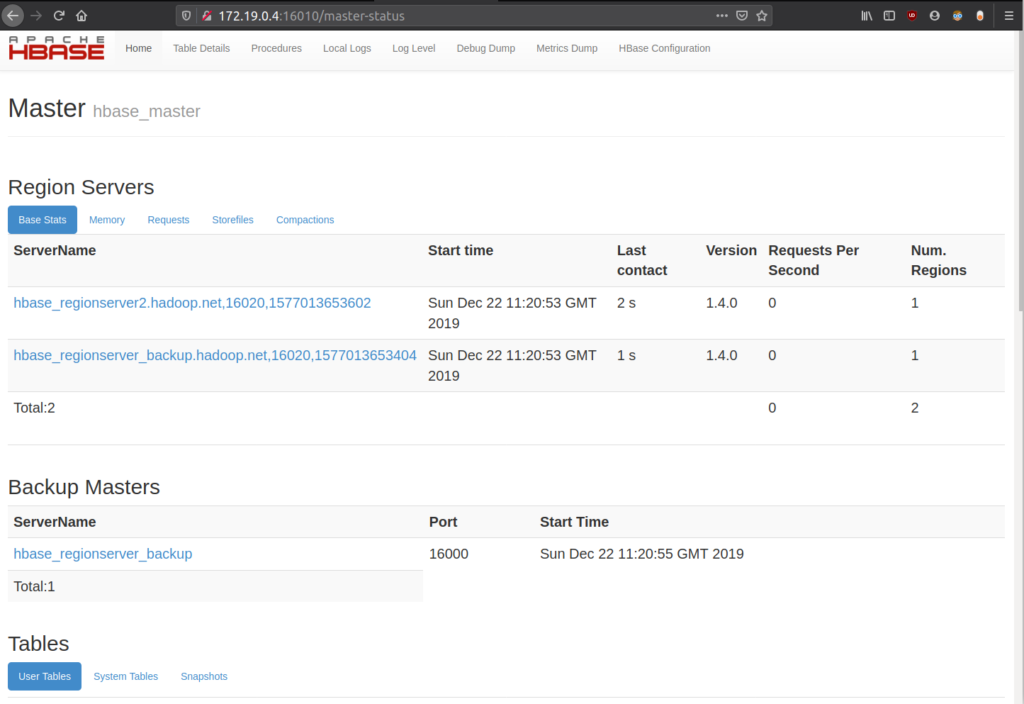 172.19.0.4:16010/master-status
APACHE
HBASE
Home Table Details Procedures Local Logs Log Level Debug Dump Metrics Dump HBase Configuration
Master hbase_master
Region Servers
Base Stats Memory Requests Storefiles Compactions
ServerName Start time Last contact Version Requests Per Second Num. Regions
hbase_regionserver2.hadoop.net,16020,1577013653602 Sun Dec 22 11:20:53 GMT 2019 2 s 1.4.0 0 1
hbase_regionserver_backup.hadoop.net,16020,1577013653404 Sun Dec 22 11:20:53 GMT 2019 1 s 1.4.0 0 1
Total:2 0 2
Backup Masters
ServerName Port Start Time
hbase_regionserver_backup 16000 Sun Dec 22 11:20:55 GMT 2019
Total:1
Tables
User Tables System Tables Snapshots